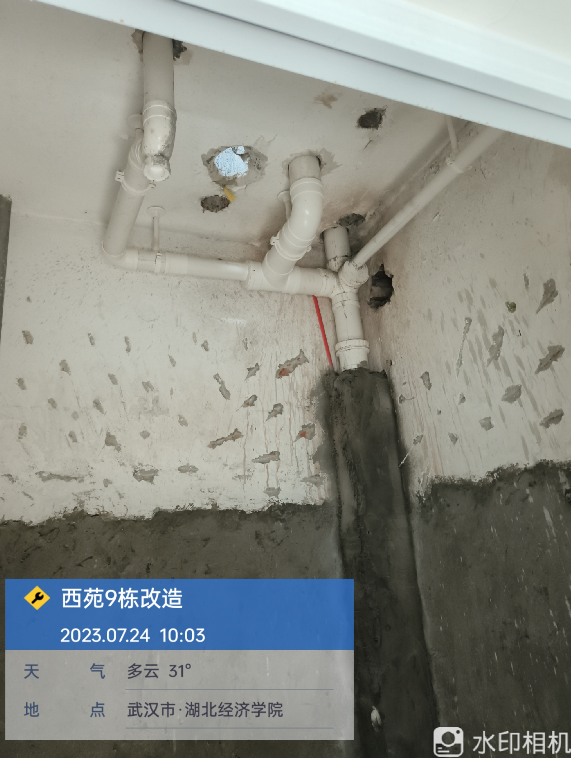 西苑9栋改造
2023.07.24 10:03
天 气 多云 31°
地 点 武汉市·湖北经济学院
水印相机